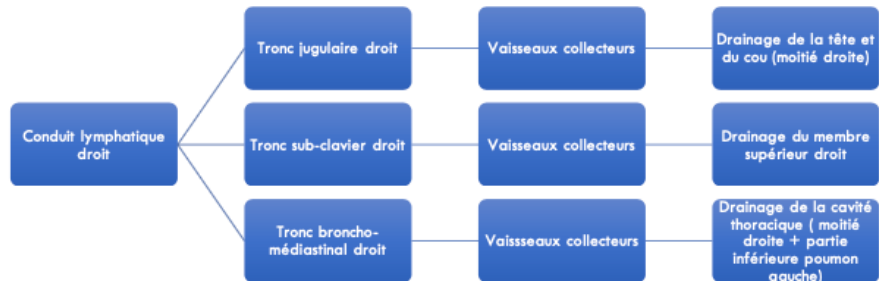 Tronc jugulaire droit
Vaisseaux collecteurs
Drainage de la tête et
du cou (moitié droite)
Conduit lymphatique
droit
Tronc sub-clavier droit
Vaisseaux collecteurs
Drainage du membre
supérieur droit
Tronc broncho-
médiastinal droit
Vaissseaux collecteurs
Drainage de la cavité
thoracique ( moitié
droite + partie
inférieure poumon
gauche)